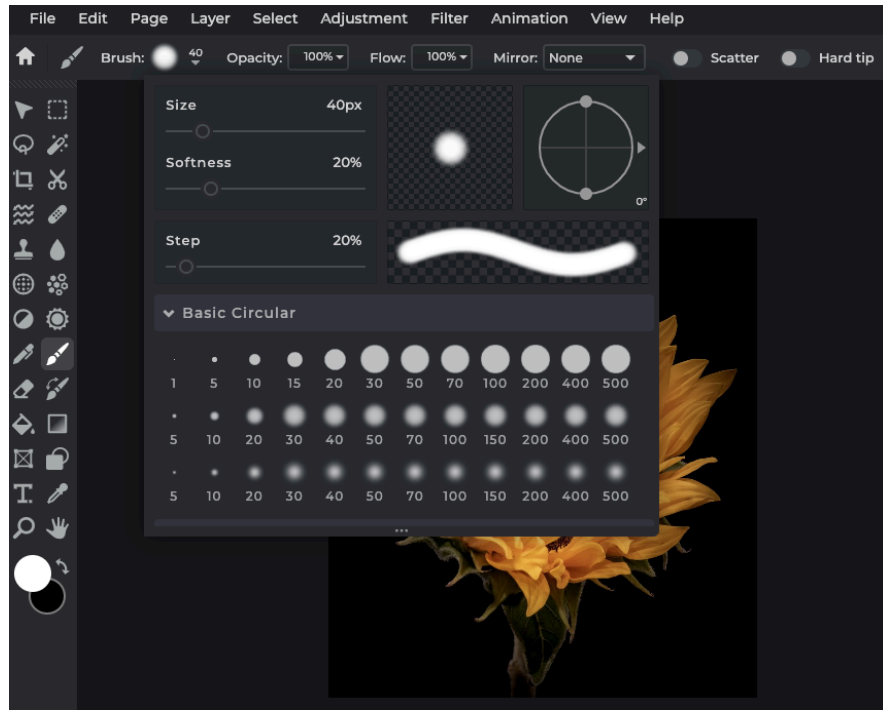 File Edit Page Layer Select Adjustment Filter Animation View Help
Brush: 40 Opacity: 100% Flow: 100% Mirror: None Scatter Hard tip
Size 40px
Softness 20%
0°
Step 20%
Basic Circular
1 5 10 15 20 30 50 70 100 200 400 500
5 10 20 30 40 50 70 100 150 200 400 500
5 10 20 30 40 50 70 100 150 200 400 500